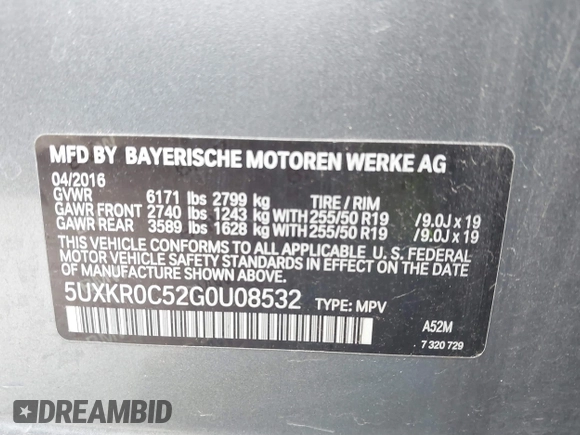 MFD BY BAYERISCHE MOTOREN WERKE AG
04/2016
GVWR 6171 lbs 2799 kg TIRE / RIM
GAWR FRONT 2740 lbs 1243 kg WITH 255/50 R19 /9.0J x 19
GAWR REAR 3589 lbs 1628 kg WITH 255/50 R19 /9.0J x 19
THIS VEHICLE CONFORMS TO ALL APPLICABLE U. S. FEDERAL
MOTOR VEHICLE SAFETY STANDARDS IN EFFECT ON THE
DATE OF MANUFACTURE SHOWN ABOVE.
5UXKR0C52G0U08532 TYPE: MPV
A52M
7 320 729
DREAMBID